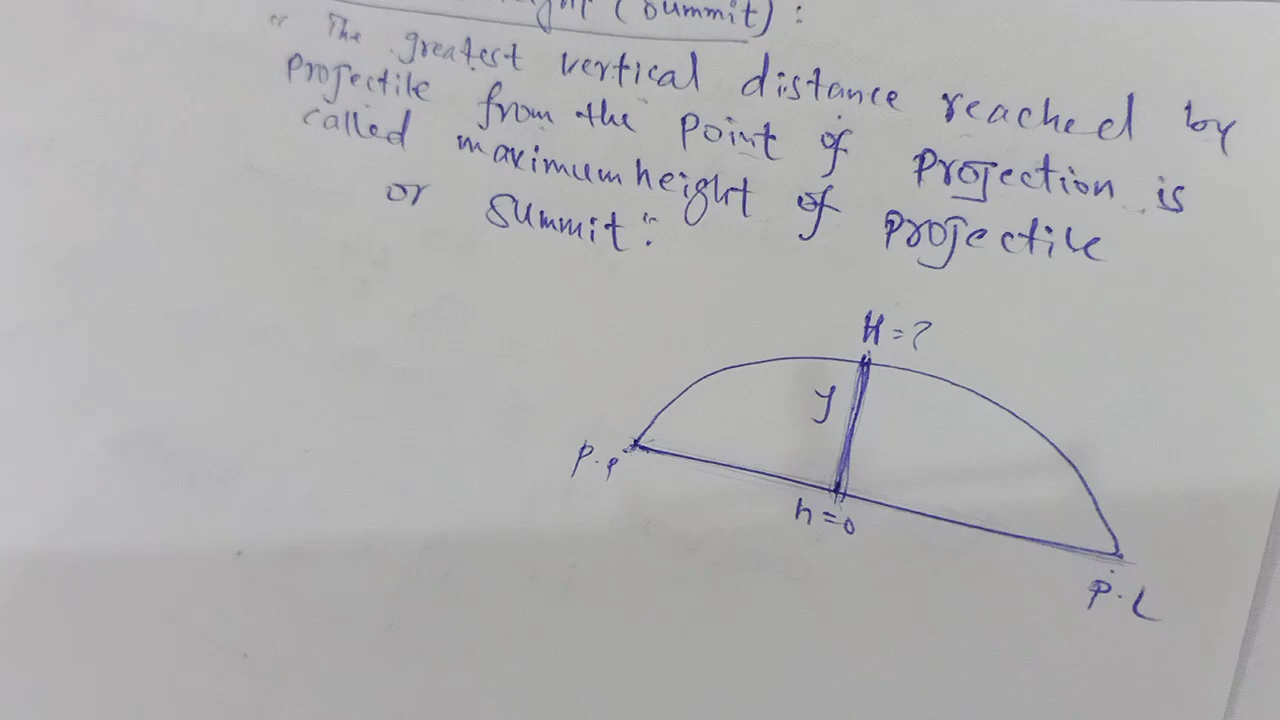 (Summit) :
" The greatest vertical distance reached by
projectile from the point of projection is
called maximum height of projectile
or summit".
H = ?
y
P.P
h = 0
P.L